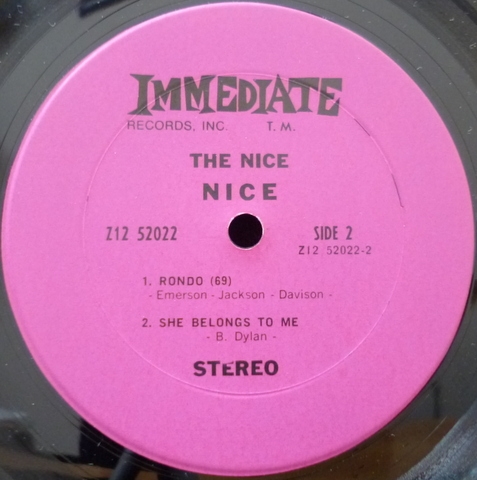 IMMEDIATE
RECORDS, INC. T. M.
THE NICE
NICE
Z12 52022 SIDE 2
Z12 52022-2
1. RONDO (69)
- Emerson - Jackson - Davison -
2. SHE BELONGS TO ME
- B. Dylan -
STEREO